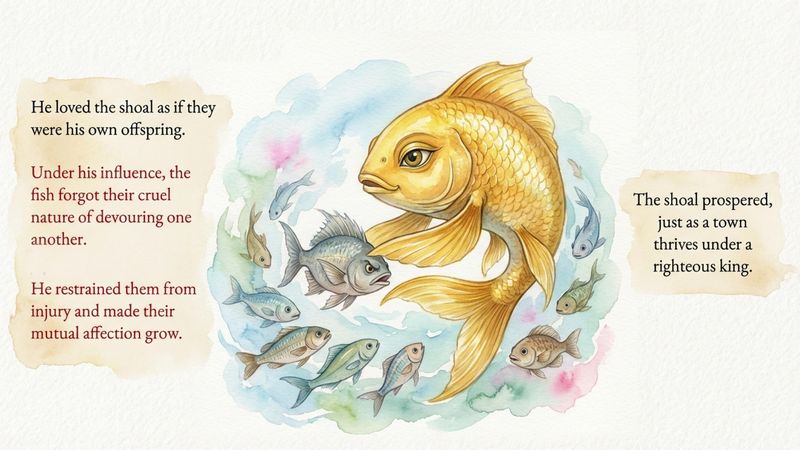 He loved the shoal as if they
were his own offspring.
Under his influence, the
fish forgot their cruel
nature of devouring one
another.
He restrained them from
injury and made their
mutual affection grow.
The shoal prospered,
just as a town
thrives under a
righteous king.